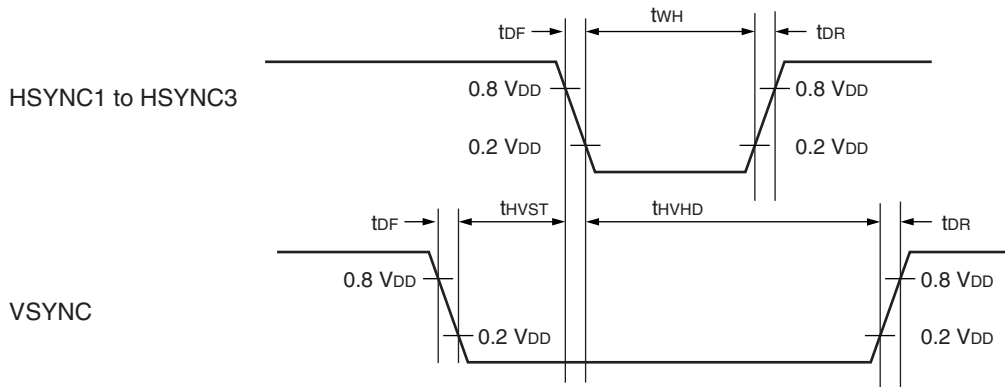 tWH
tDF
tDR
HSYNC1 to HSYNC3
0.8 VDD
0.8 VDD
0.2 VDD
0.2 VDD
tDF
tHVST
tHVHD
tDR
VSYNC
0.8 VDD
0.8 VDD
0.2 VDD
0.2 VDD